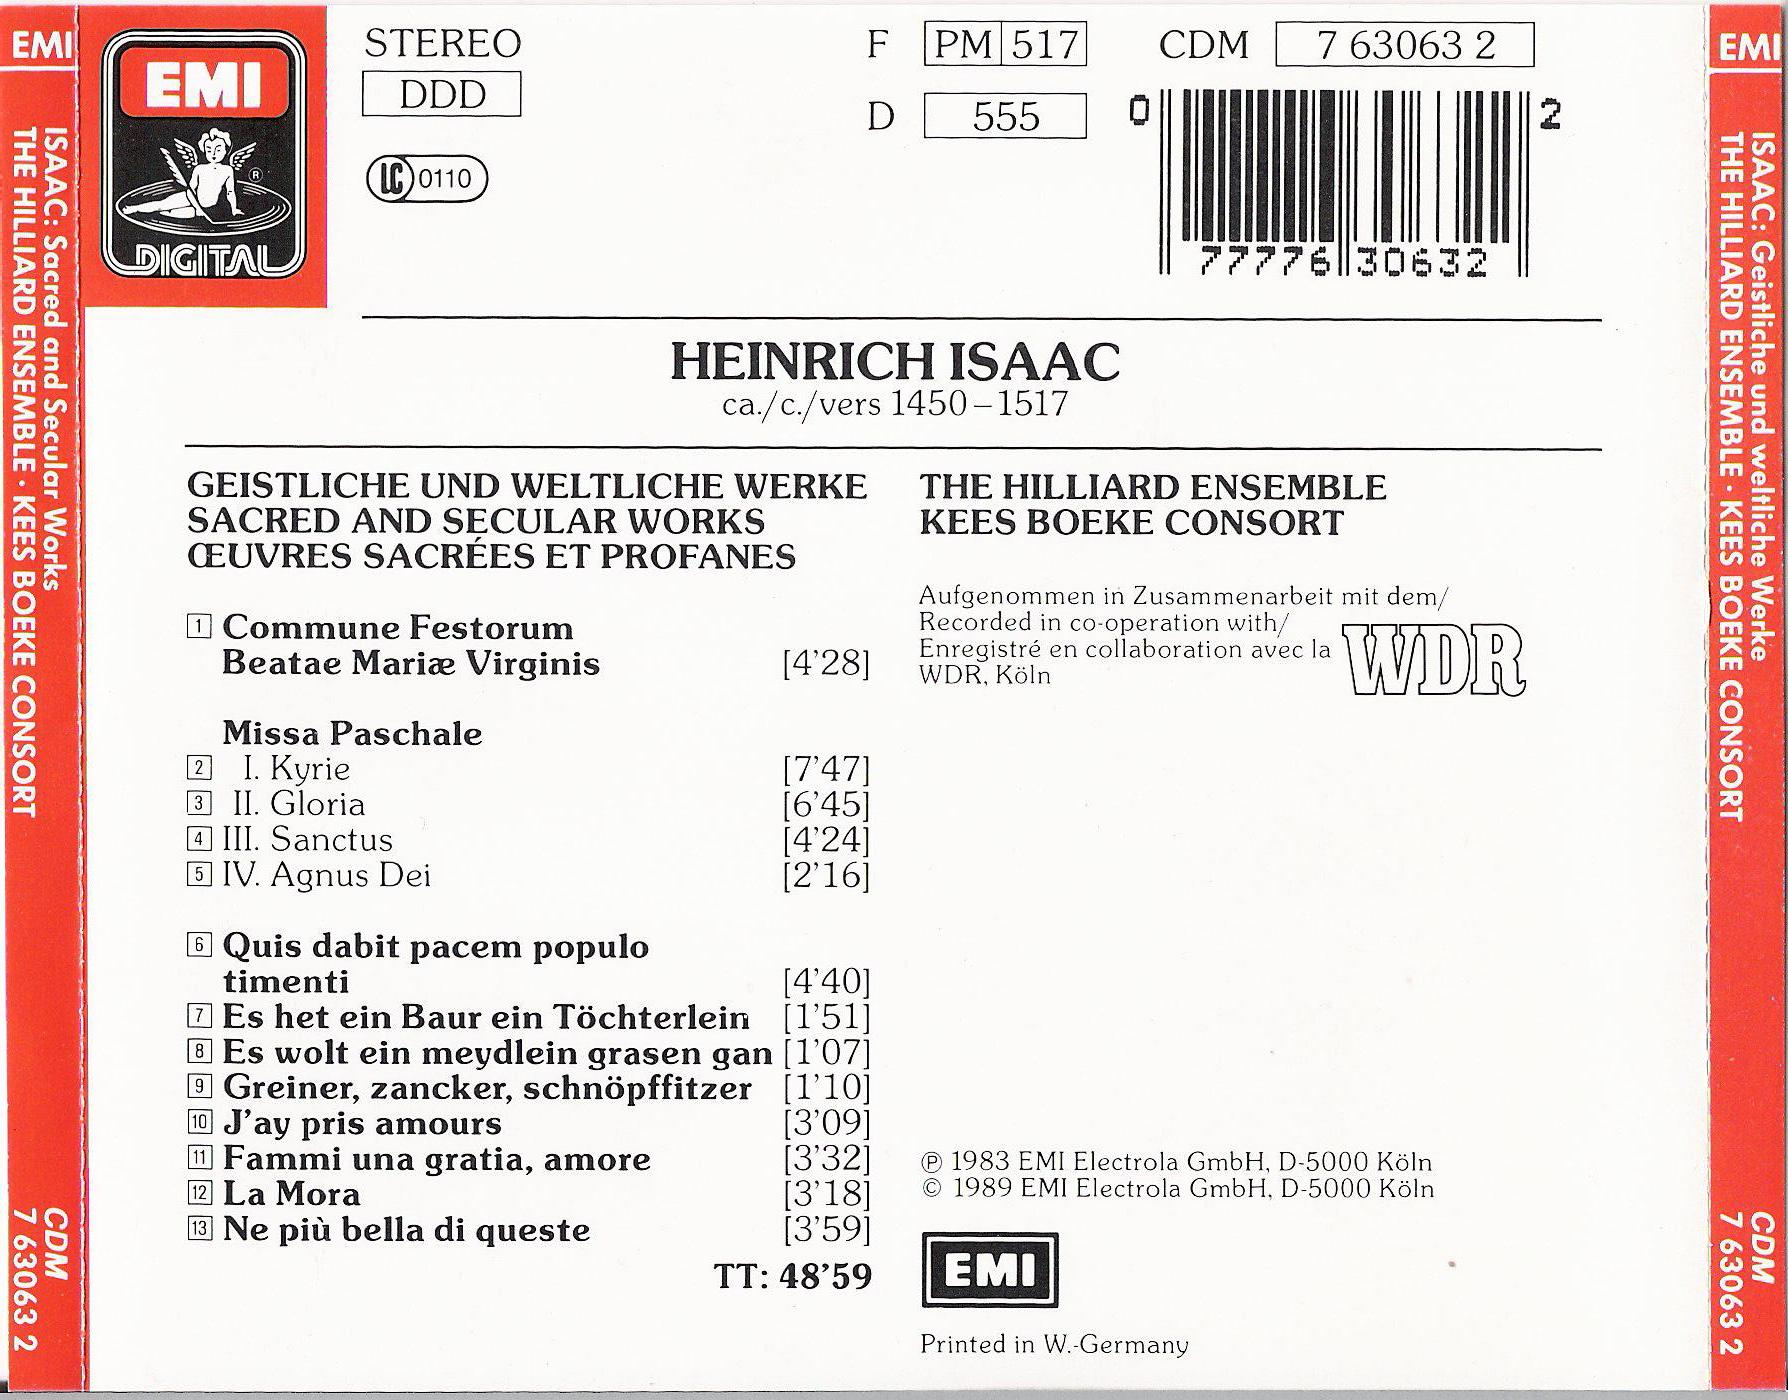 EMI
ISAAC: Sacred and Secular Works
THE HILLIARD ENSEMBLE · KEES BOEKE CONSORT
CDM
7 63063 2
EMI
®
DIGITAL
STEREO
DDD
LC 0110
F PM 517
D 555
CDM 7 63063 2
0 77776 30632 2
HEINRICH ISAAC
ca./c./vers 1450–1517
GEISTLICHE UND WELTLICHE WERKE
SACRED AND SECULAR WORKS
ŒUVRES SACRÉES ET PROFANES
1 Commune Festorum
Beatae Mariæ Virginis [4'28]
Missa Paschale
2 I. Kyrie [7'47]
3 II. Gloria [6'45]
4 III. Sanctus [4'24]
5 IV. Agnus Dei [2'16]
6 Quis dabit pacem populo
timenti [4'40]
7 Es het ein Baur ein Töchterlein [1'51]
8 Es wolt ein meydlein grasen gan [1'07]
9 Greiner, zancker, schnöpffitzer [1'10]
10 J'ay pris amours [3'09]
11 Fammi una gratia, amore [3'32]
12 La Mora [3'18]
13 Ne più bella di queste [3'59]
TT: 48'59
THE HILLIARD ENSEMBLE
KEES BOEKE CONSORT
Aufgenommen in Zusammenarbeit mit dem/
Recorded in co-operation with/
Enregistré en collaboration avec la
WDR, Köln
WDR
℗ 1983 EMI Electrola GmbH, D-5000 Köln
© 1989 EMI Electrola GmbH, D-5000 Köln
EMI
Printed in W.-Germany
EMI
ISAAC: Geistliche und weltliche Werke
THE HILLIARD ENSEMBLE · KEES BOEKE CONSORT
CDM
7 63063 2